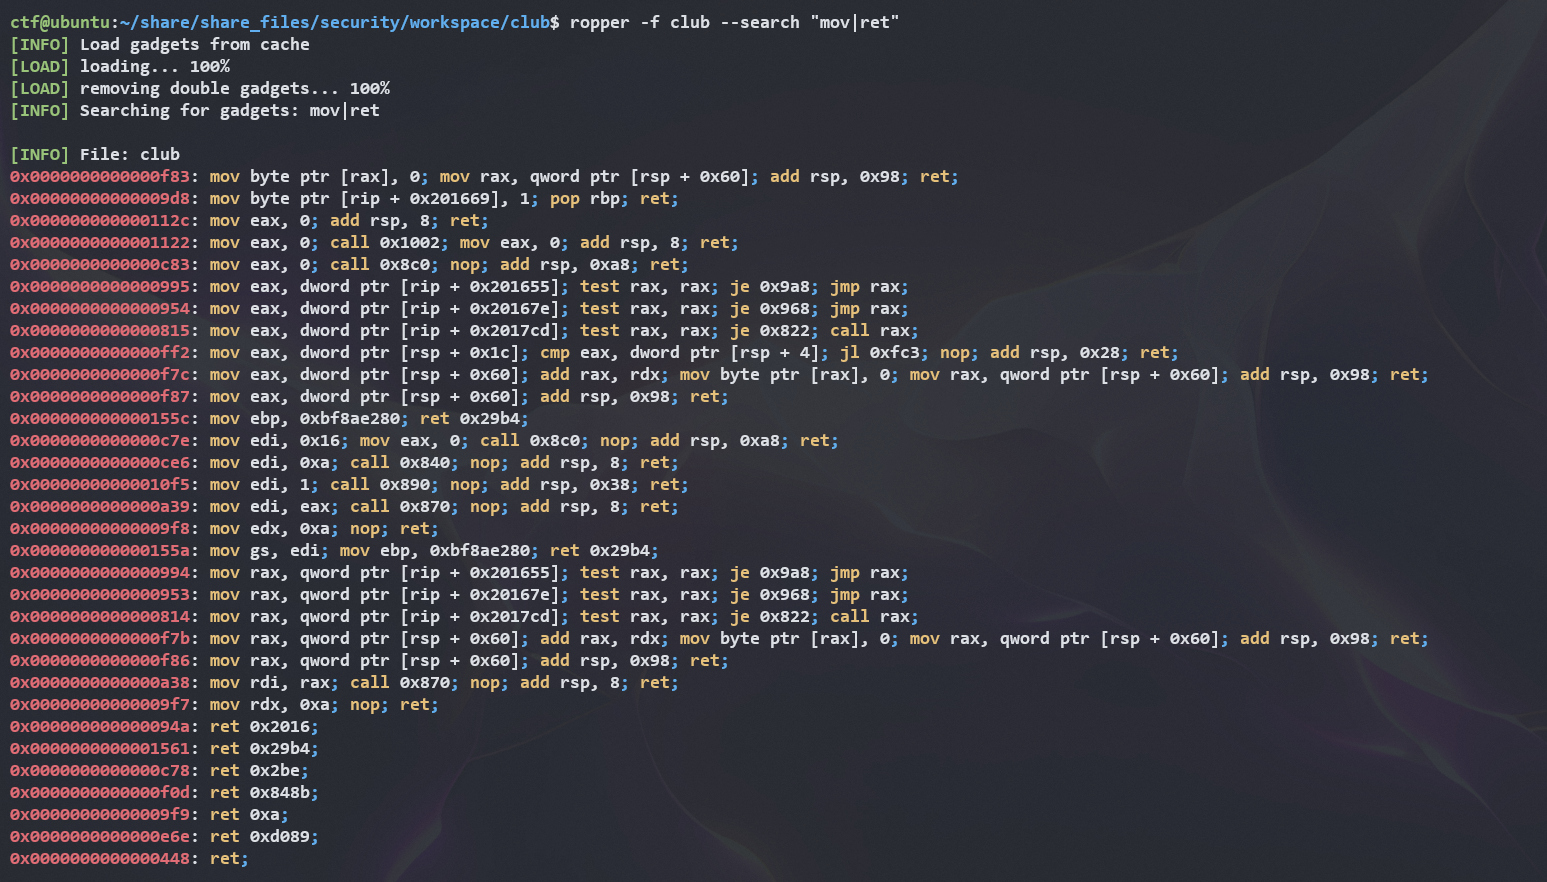 ctf@ubuntu:~/share/share_files/security/workspace/club$ ropper -f club --search "mov|ret"
[INFO] Load gadgets from cache
[LOAD] loading... 100%
[LOAD] removing double gadgets... 100%
[INFO] Searching for gadgets: mov|ret
[INFO] File: club
0x0000000000000f83: mov byte ptr [rax], 0; mov rax, qword ptr [rsp + 0x60]; add rsp, 0x98; ret;
0x00000000000009d8: mov byte ptr [rip + 0x201669], 1; pop rbp; ret;
0x000000000000112c: mov eax, 0; add rsp, 8; ret;
0x0000000000001122: mov eax, 0; call 0x1002; mov eax, 0; add rsp, 8; ret;
0x0000000000000c83: mov eax, 0; call 0x8c0; nop; add rsp, 0xa8; ret;
0x0000000000000995: mov eax, dword ptr [rip + 0x201655]; test rax, rax; je 0x9a8; jmp rax;
0x0000000000000954: mov eax, dword ptr [rip + 0x20167e]; test rax, rax; je 0x968; jmp rax;
0x0000000000000815: mov eax, dword ptr [rip + 0x2017cd]; test rax, rax; je 0x822; call rax;
0x0000000000000ff2: mov eax, dword ptr [rsp + 0x1c]; cmp eax, dword ptr [rsp + 4]; jl 0xfc3; nop; add rsp, 0x28; ret;
0x0000000000000f7c: mov eax, dword ptr [rsp + 0x60]; add rax, rdx; mov byte ptr [rax], 0; mov rax, qword ptr [rsp + 0x60]; add rsp, 0x98; ret;
0x0000000000000f87: mov eax, dword ptr [rsp + 0x60]; add rsp, 0x98; ret;
0x000000000000155c: mov ebp, 0xbf8ae280; ret 0x29b4;
0x0000000000000c7e: mov edi, 0x16; mov eax, 0; call 0x8c0; nop; add rsp, 0xa8; ret;
0x0000000000000ce6: mov edi, 0xa; call 0x840; nop; add rsp, 8; ret;
0x00000000000010f5: mov edi, 1; call 0x890; nop; add rsp, 0x38; ret;
0x0000000000000a39: mov edi, eax; call 0x870; nop; add rsp, 8; ret;
0x00000000000009f8: mov edx, 0xa; nop; ret;
0x000000000000155a: mov gs, edi; mov ebp, 0xbf8ae280; ret 0x29b4;
0x0000000000000994: mov rax, qword ptr [rip + 0x201655]; test rax, rax; je 0x9a8; jmp rax;
0x0000000000000953: mov rax, qword ptr [rip + 0x20167e]; test rax, rax; je 0x968; jmp rax;
0x0000000000000814: mov rax, qword ptr [rip + 0x2017cd]; test rax, rax; je 0x822; call rax;
0x0000000000000f7b: mov rax, qword ptr [rsp + 0x60]; add rax, rdx; mov byte ptr [rax], 0; mov rax, qword ptr [rsp + 0x60]; add rsp, 0x98; ret;
0x0000000000000f86: mov rax, qword ptr [rsp + 0x60]; add rsp, 0x98; ret;
0x0000000000000a38: mov rdi, rax; call 0x870; nop; add rsp, 8; ret;
0x00000000000009f7: mov rdx, 0xa; nop; ret;
0x000000000000094a: ret 0x2016;
0x0000000000001561: ret 0x29b4;
0x0000000000000c78: ret 0x2be;
0x0000000000000f0d: ret 0x848b;
0x00000000000009f9: ret 0xa;
0x0000000000000e6e: ret 0xd089;
0x0000000000000448: ret;